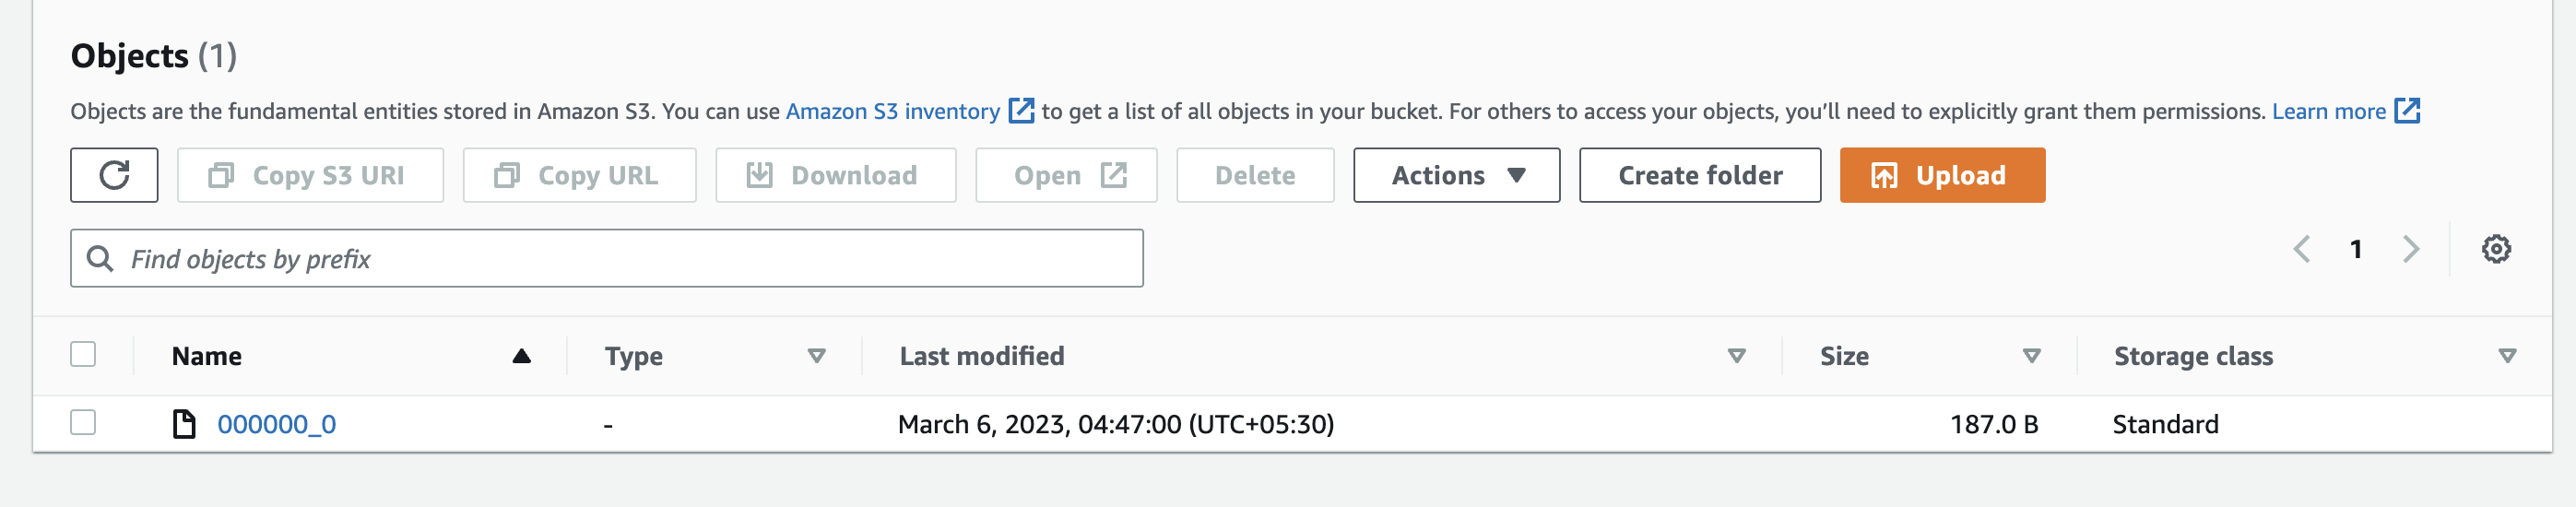 Objects (1)
Objects are the fundamental entities stored in Amazon S3. You can use Amazon S3 inventory to get a list of all objects in your bucket. For others to access your objects, you’ll need to explicitly grant them permissions. Learn more
Copy S3 URI Copy URL Download Open Delete Actions Create folder Upload
Find objects by prefix 1
Name Type Last modified Size Storage class
000000_0 - March 6, 2023, 04:47:00 (UTC+05:30) 187.0 B Standard